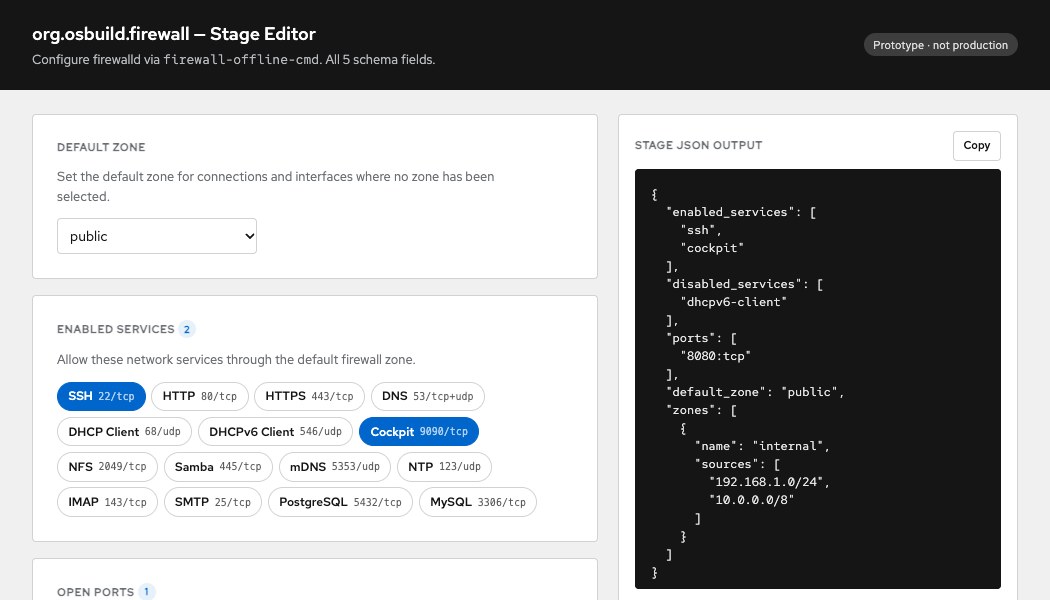 org.osbuild.firewall — Stage Editor
Configure firewalld via firewall-offline-cmd. All 5 schema fields.
Prototype · not production
DEFAULT ZONE
Set the default zone for connections and interfaces where no zone has been
selected.
public
ENABLED SERVICES 2
Allow these network services through the default firewall zone.
SSH 22/tcp HTTP 80/tcp HTTPS 443/tcp DNS 53/tcp+udp
DHCP Client 68/udp DHCPv6 Client 546/udp Cockpit 9090/tcp
NFS 2049/tcp Samba 445/tcp mDNS 5353/udp NTP 123/udp
IMAP 143/tcp SMTP 25/tcp PostgreSQL 5432/tcp MySQL 3306/tcp
OPEN PORTS 1
STAGE JSON OUTPUT
Copy
{
  "enabled_services": [
    "ssh",
    "cockpit"
  ],
  "disabled_services": [
    "dhcpv6-client"
  ],
  "ports": [
    "8080:tcp"
  ],
  "default_zone": "public",
  "zones": [
    {
      "name": "internal",
      "sources": [
        "192.168.1.0/24",
        "10.0.0.0/8"
      ]
    }
  ]
}